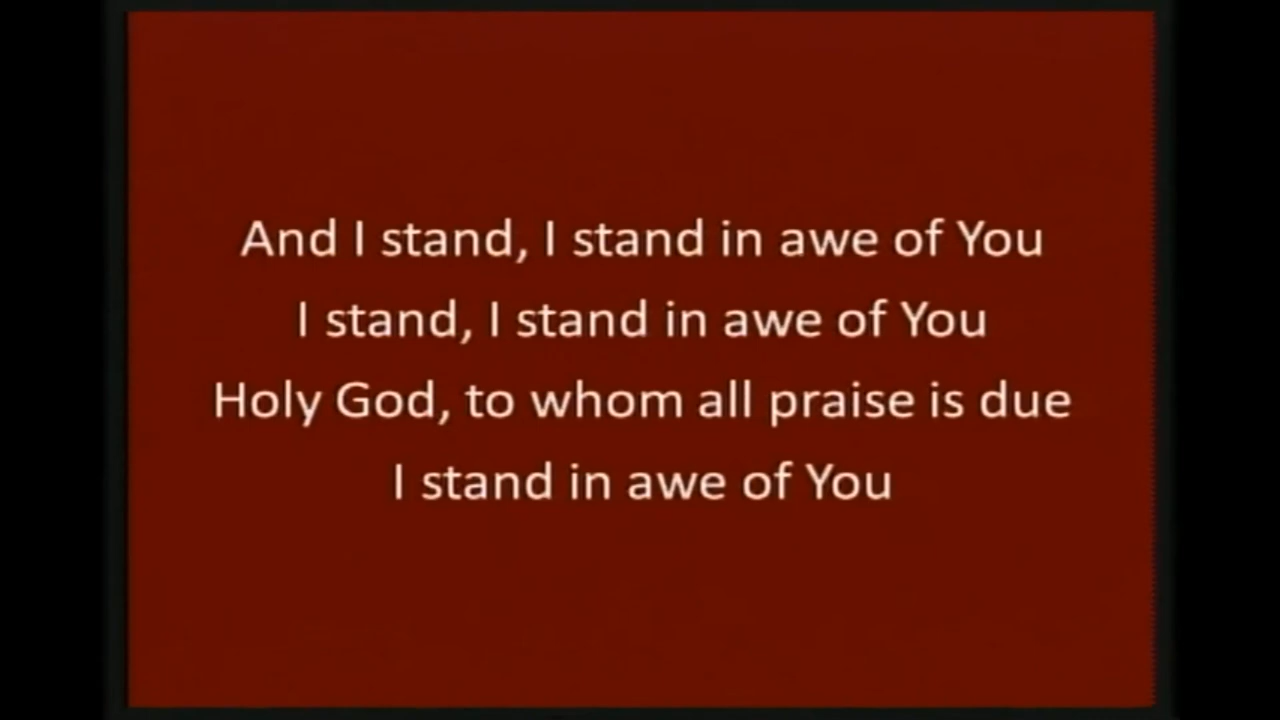 And I stand, I stand in awe of You
I stand, I stand in awe of You
Holy God, to whom all praise is due
I stand in awe of You